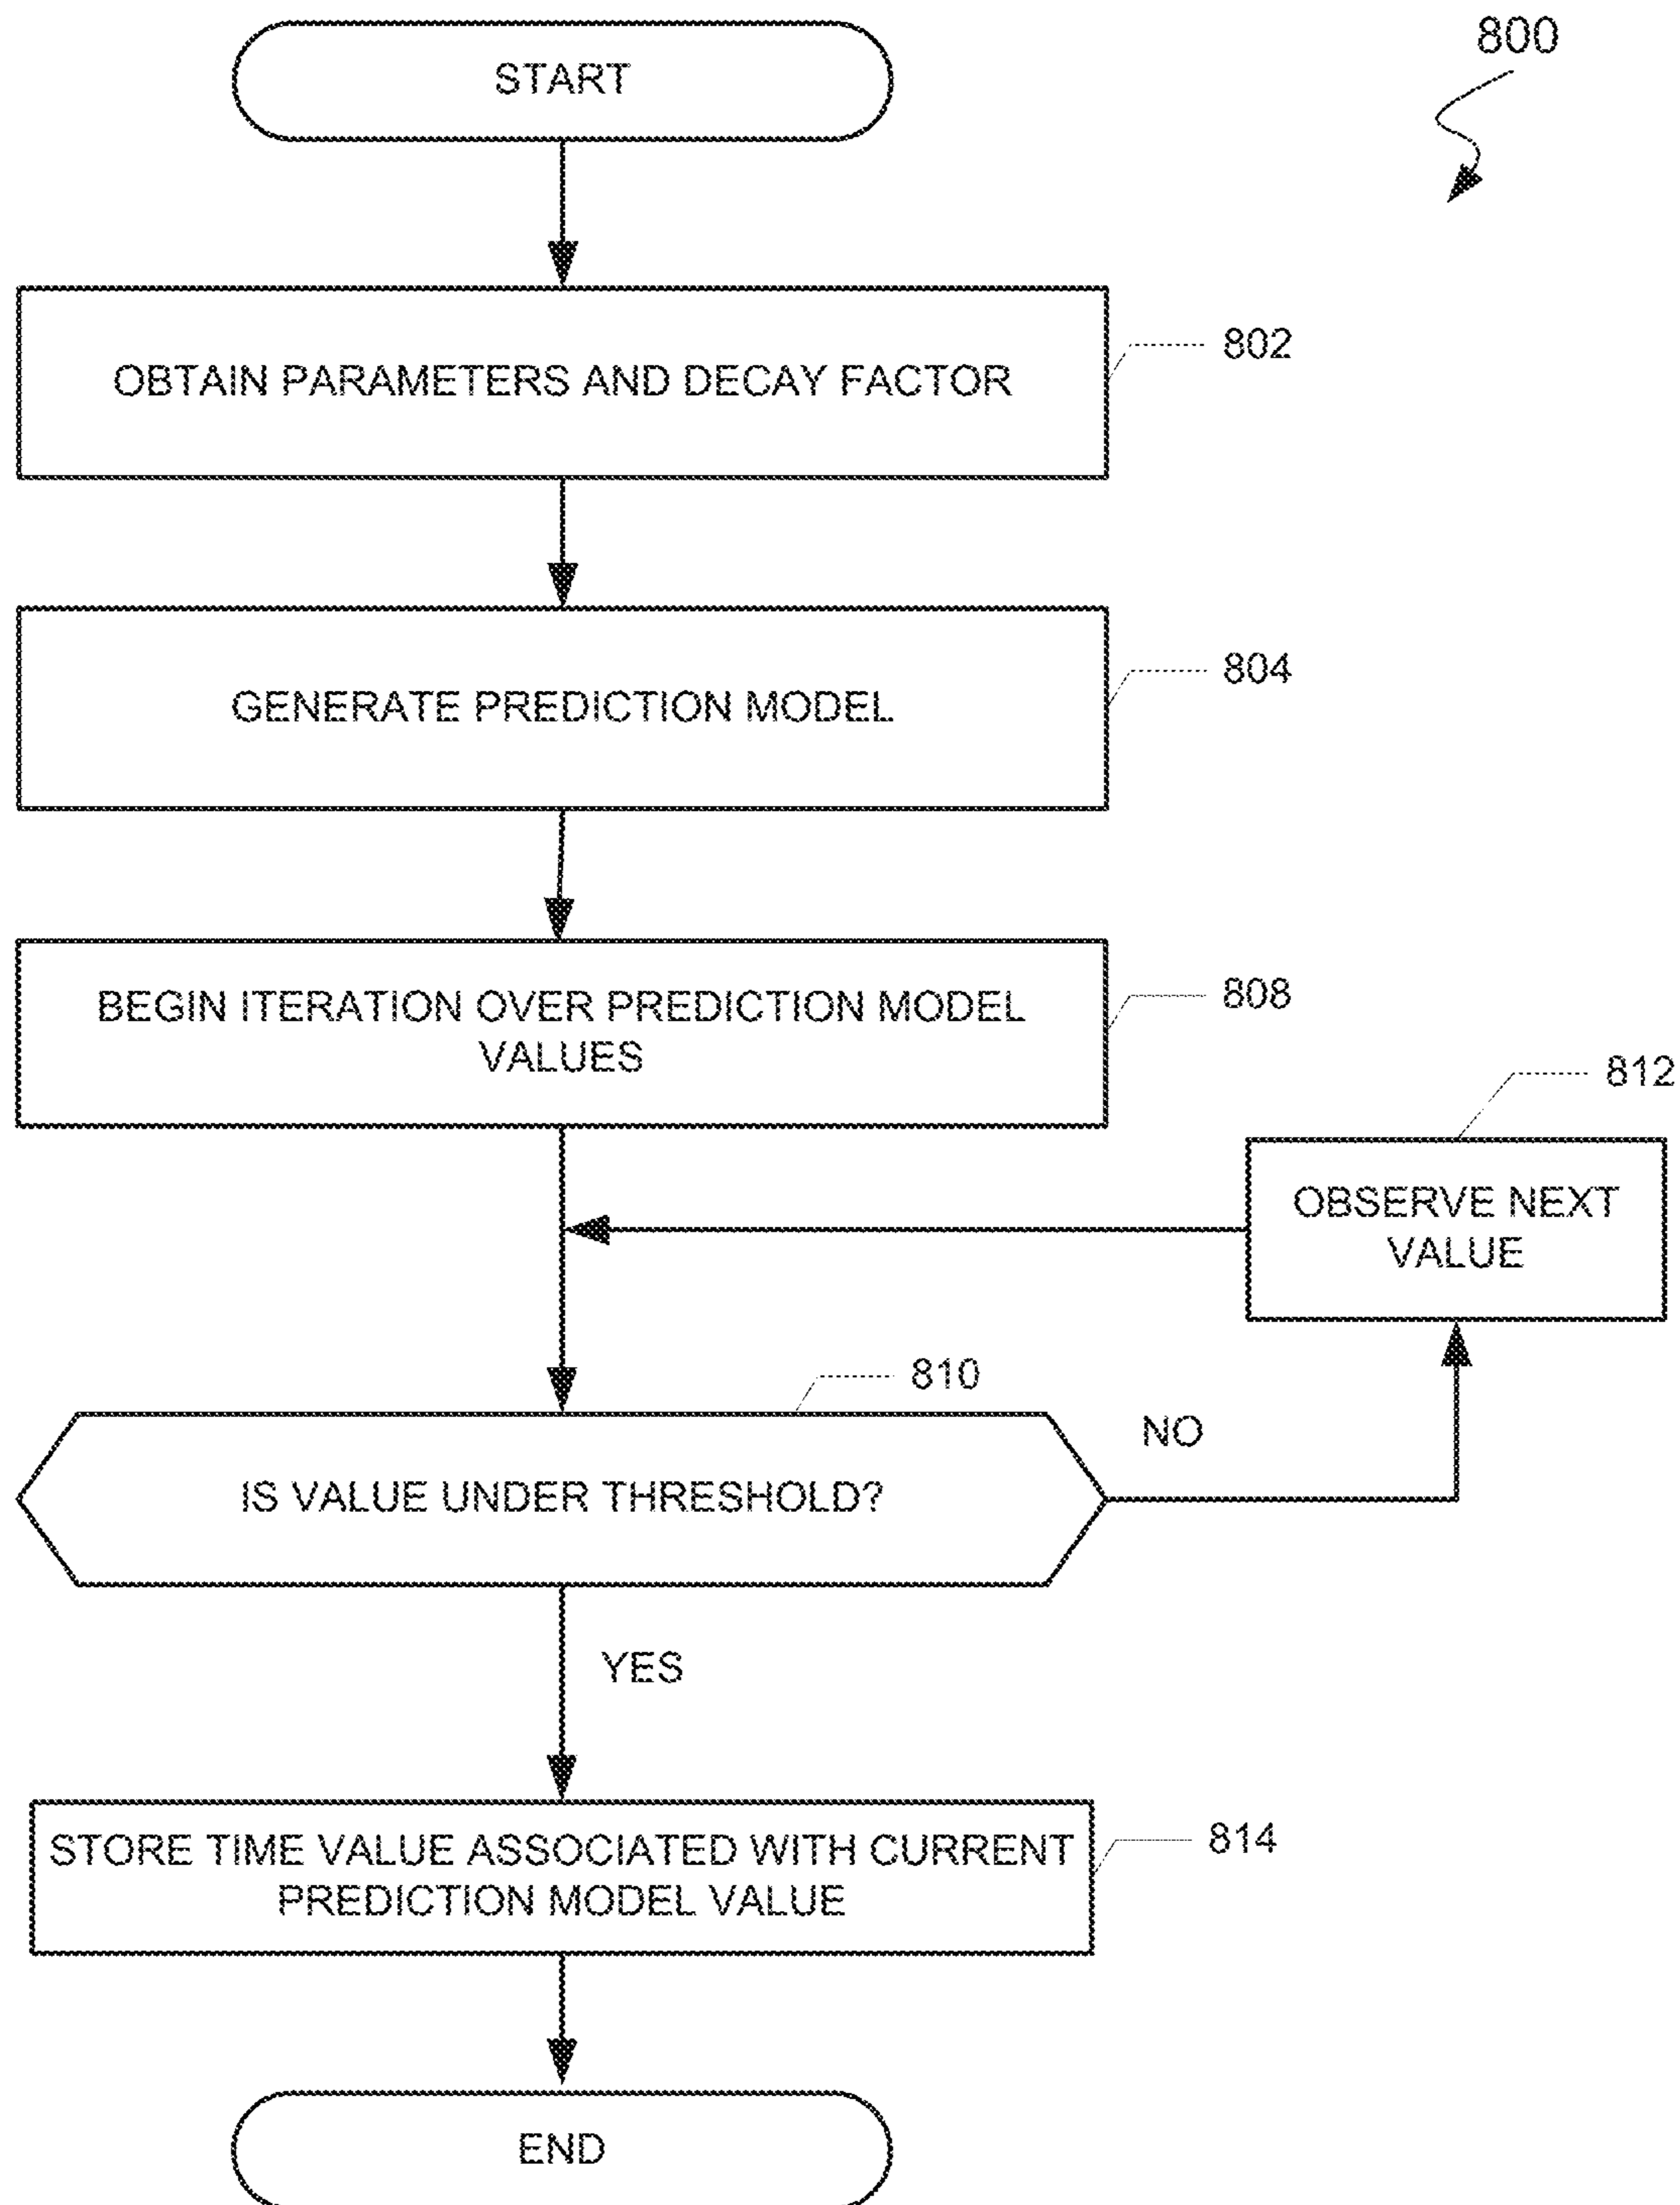 800
START
OBTAIN PARAMETERS AND DECAY FACTOR
802
GENERATE PREDICTION MODEL
804
BEGIN ITERATION OVER PREDICTION MODEL
VALUES
808
812
OBSERVE NEXT
VALUE
810
NO
IS VALUE UNDER THRESHOLD?
YES
STORE TIME VALUE ASSOCIATED WITH CURRENT
PREDICTION MODEL VALUE
814
END